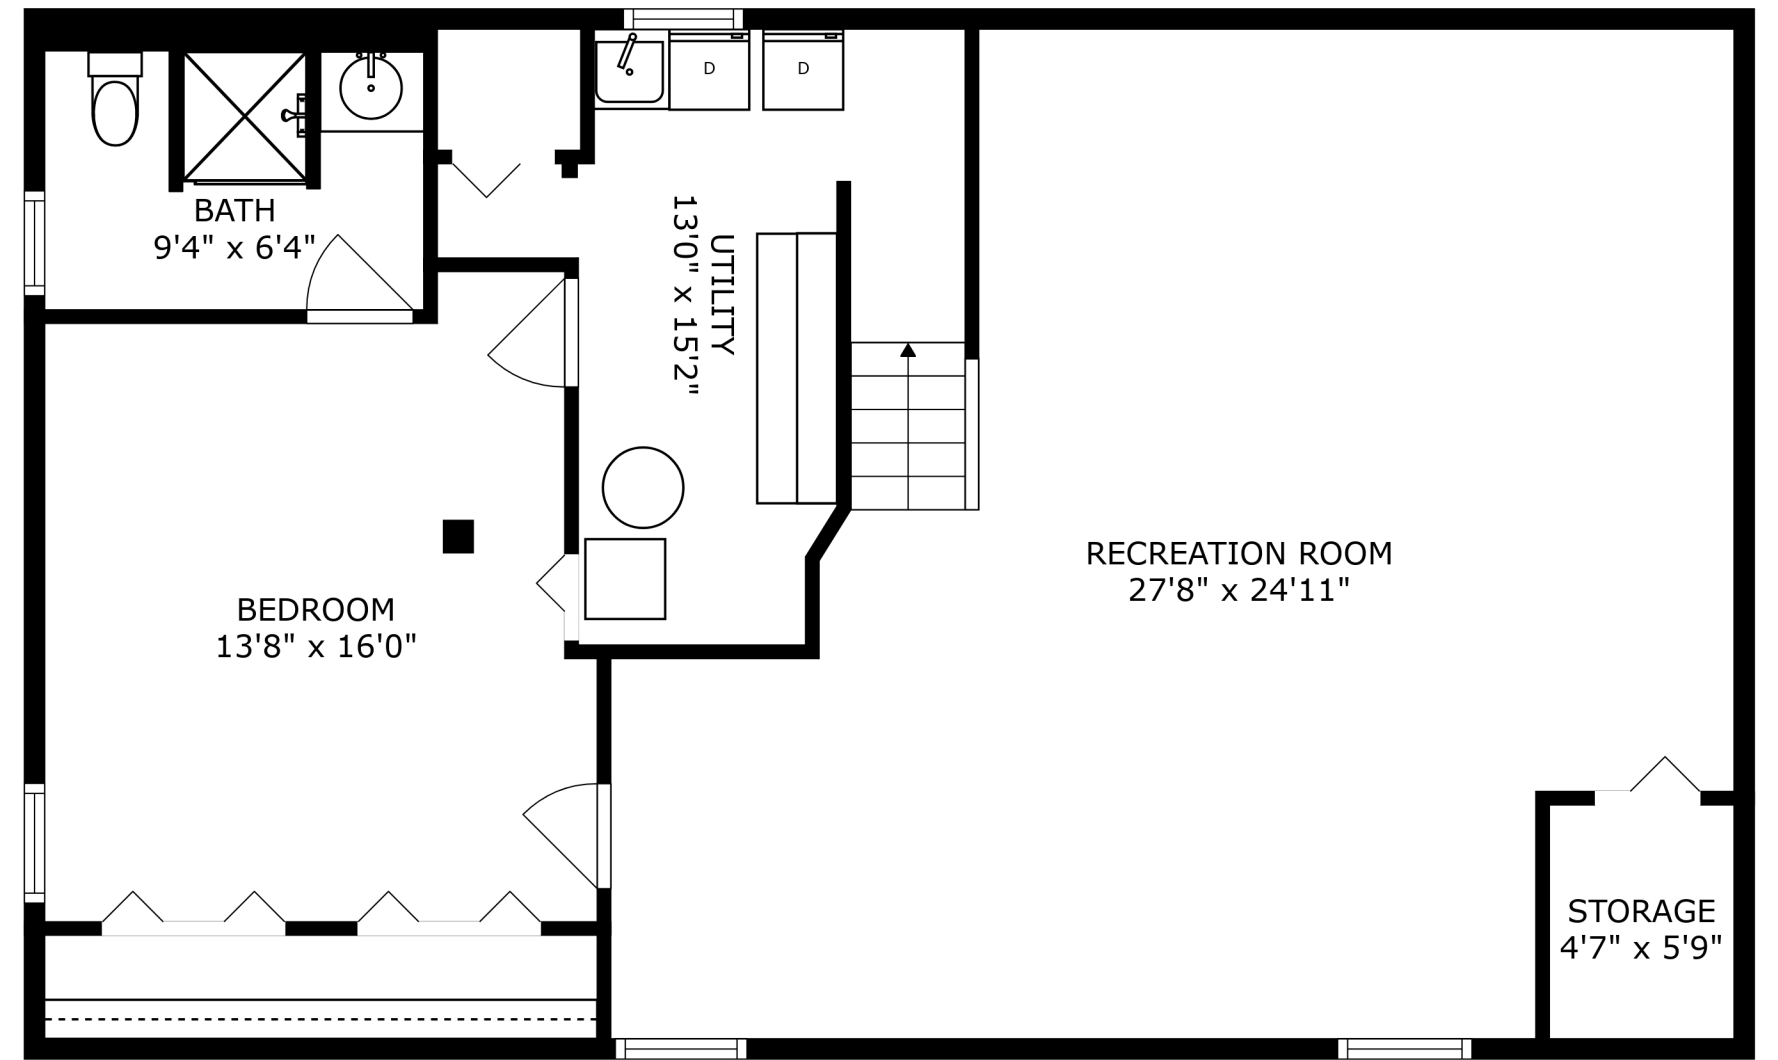 D
D
BATH
9'4" x 6'4"
UTILITY
13'0" x 15'2"
RECREATION ROOM
27'8" x 24'11"
BEDROOM
13'8" x 16'0"
STORAGE
4'7" x 5'9"